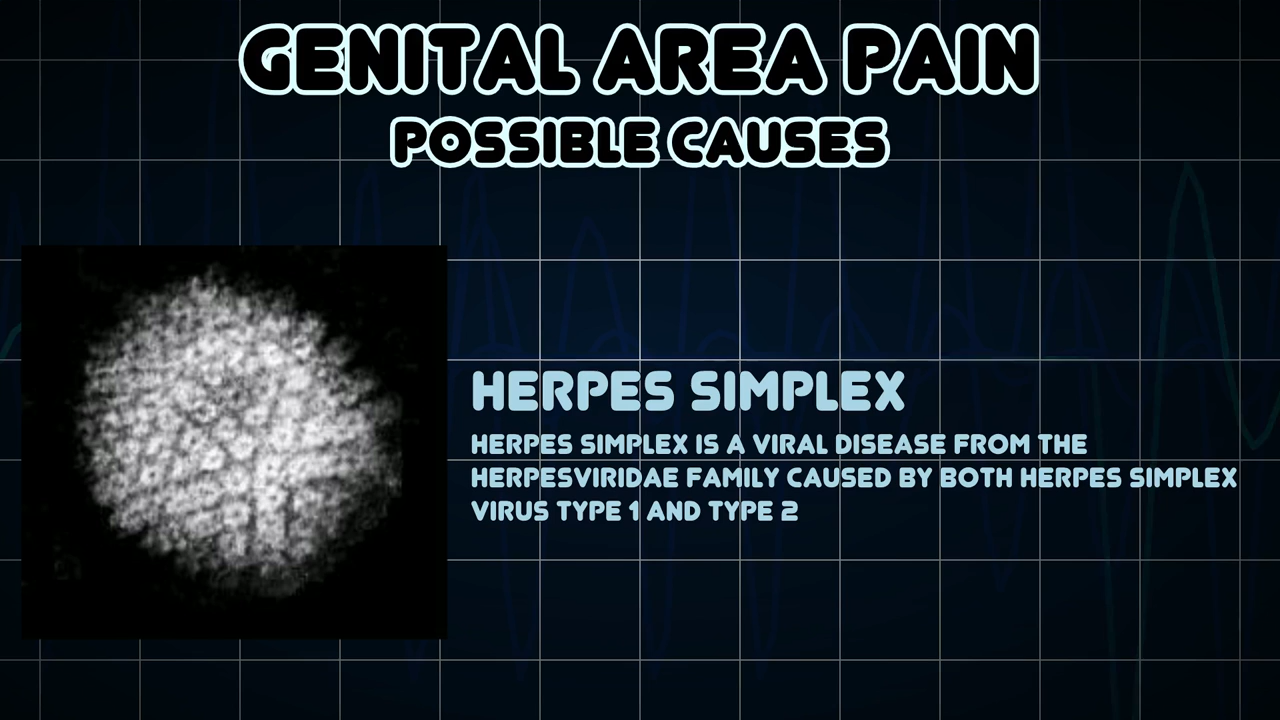 GENITAL AREA PAIN
POSSIBLE CAUSES
HERPES SIMPLEX
HERPES SIMPLEX IS A VIRAL DISEASE FROM THE
HERPESVIRIDAE FAMILY CAUSED BY BOTH HERPES SIMPLEX
VIRUS TYPE 1 AND TYPE 2